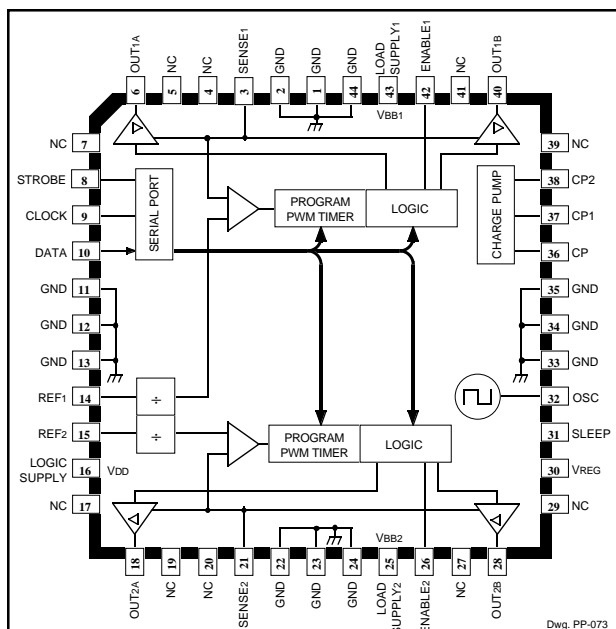 OUT1A
NC
NC
SENSE1
GND
GND
GND
LOAD
SUPPLY1
ENABLE1
NC
OUT1B
6
5
4
3
2
1
44
43
42
41
40
VBB1
NC 7
STROBE 8
CLOCK 9
DATA 10
GND 11
GND 12
GND 13
REF1 14
REF2 15
LOGIC
SUPPLY 16 VDD
NC 17
SERIAL PORT
PROGRAM
PWM TIMER
LOGIC
CHARGE PUMP
÷
÷
PROGRAM
PWM TIMER
LOGIC
39 NC
38 CP2
37 CP1
36 CP
35 GND
34 GND
33 GND
32 OSC
31 SLEEP
30 VREG
29 NC
VBB2
18
19
20
21
22
23
24
25
26
27
28
OUT2A
NC
NC
SENSE2
GND
GND
GND
LOAD
SUPPLY2
ENABLE2
NC
OUT2B
Dwg. PP-073